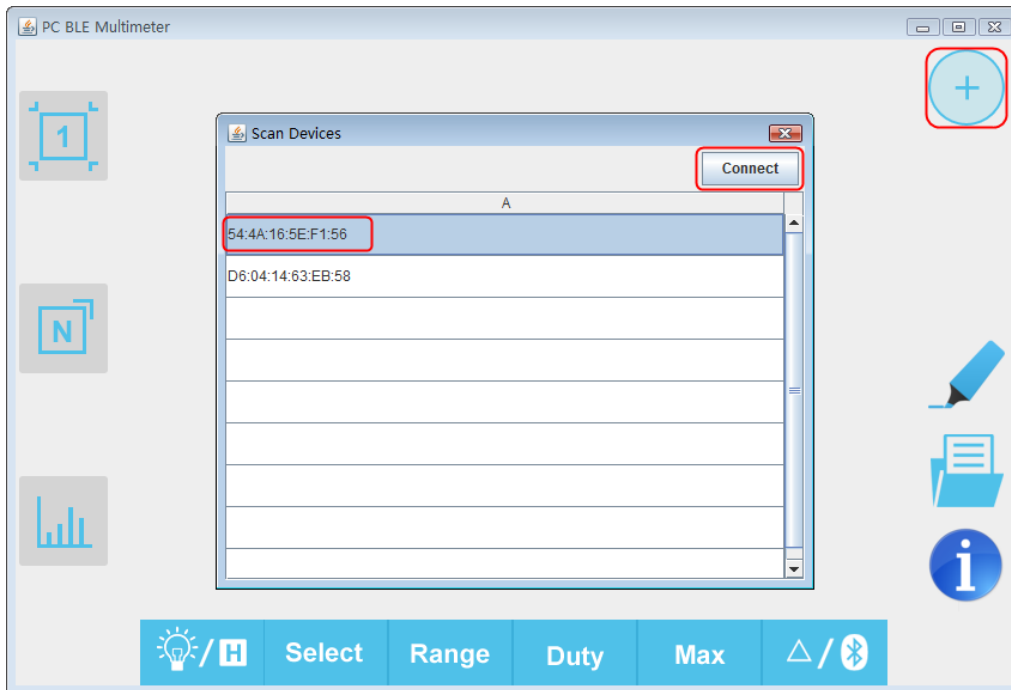 PC BLE Multimeter
1
Scan Devices
Connect
A
54:4A:16:5E:F1:56
D6:04:14:63:EB:58
N
i
/ H Select Range Duty Max △ /